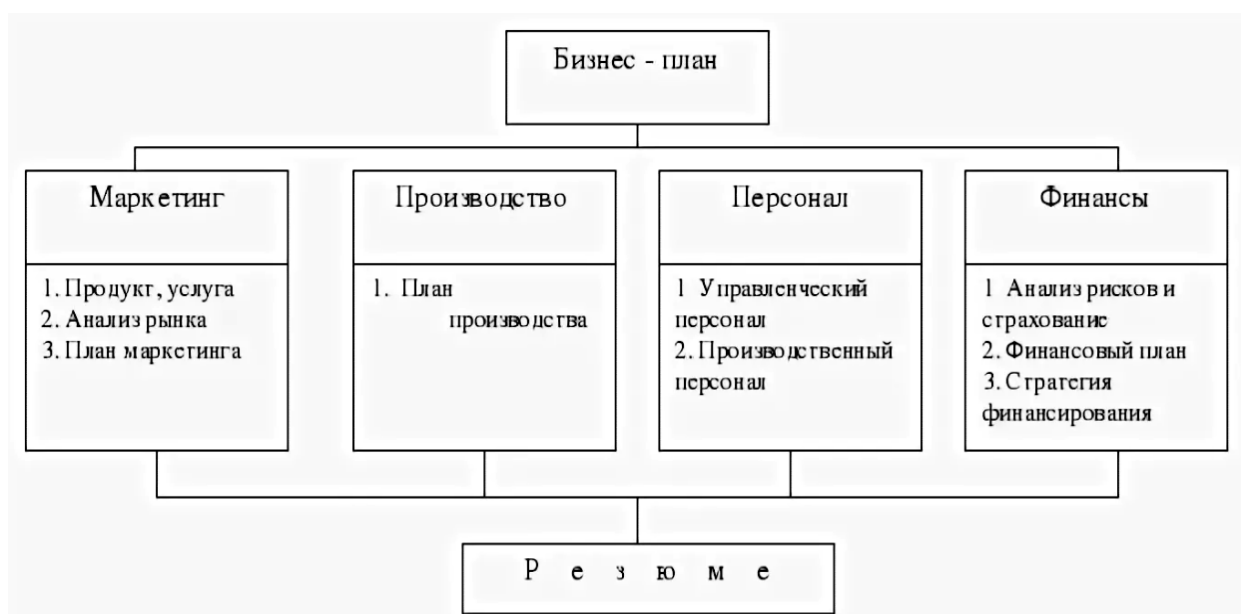 Бизнес - план
Маркетинг
1. Продукт, услуга
2. Анализ рынка
3. План маркетинга
Производство
1. План
производства
Персонал
1 Управленческий
персонал
2. Производственный
персонал
Финансы
1 Анализ рисков и
страхование
2. Финансовый план
3. Стратегия
финансирования
Р е з ю м е